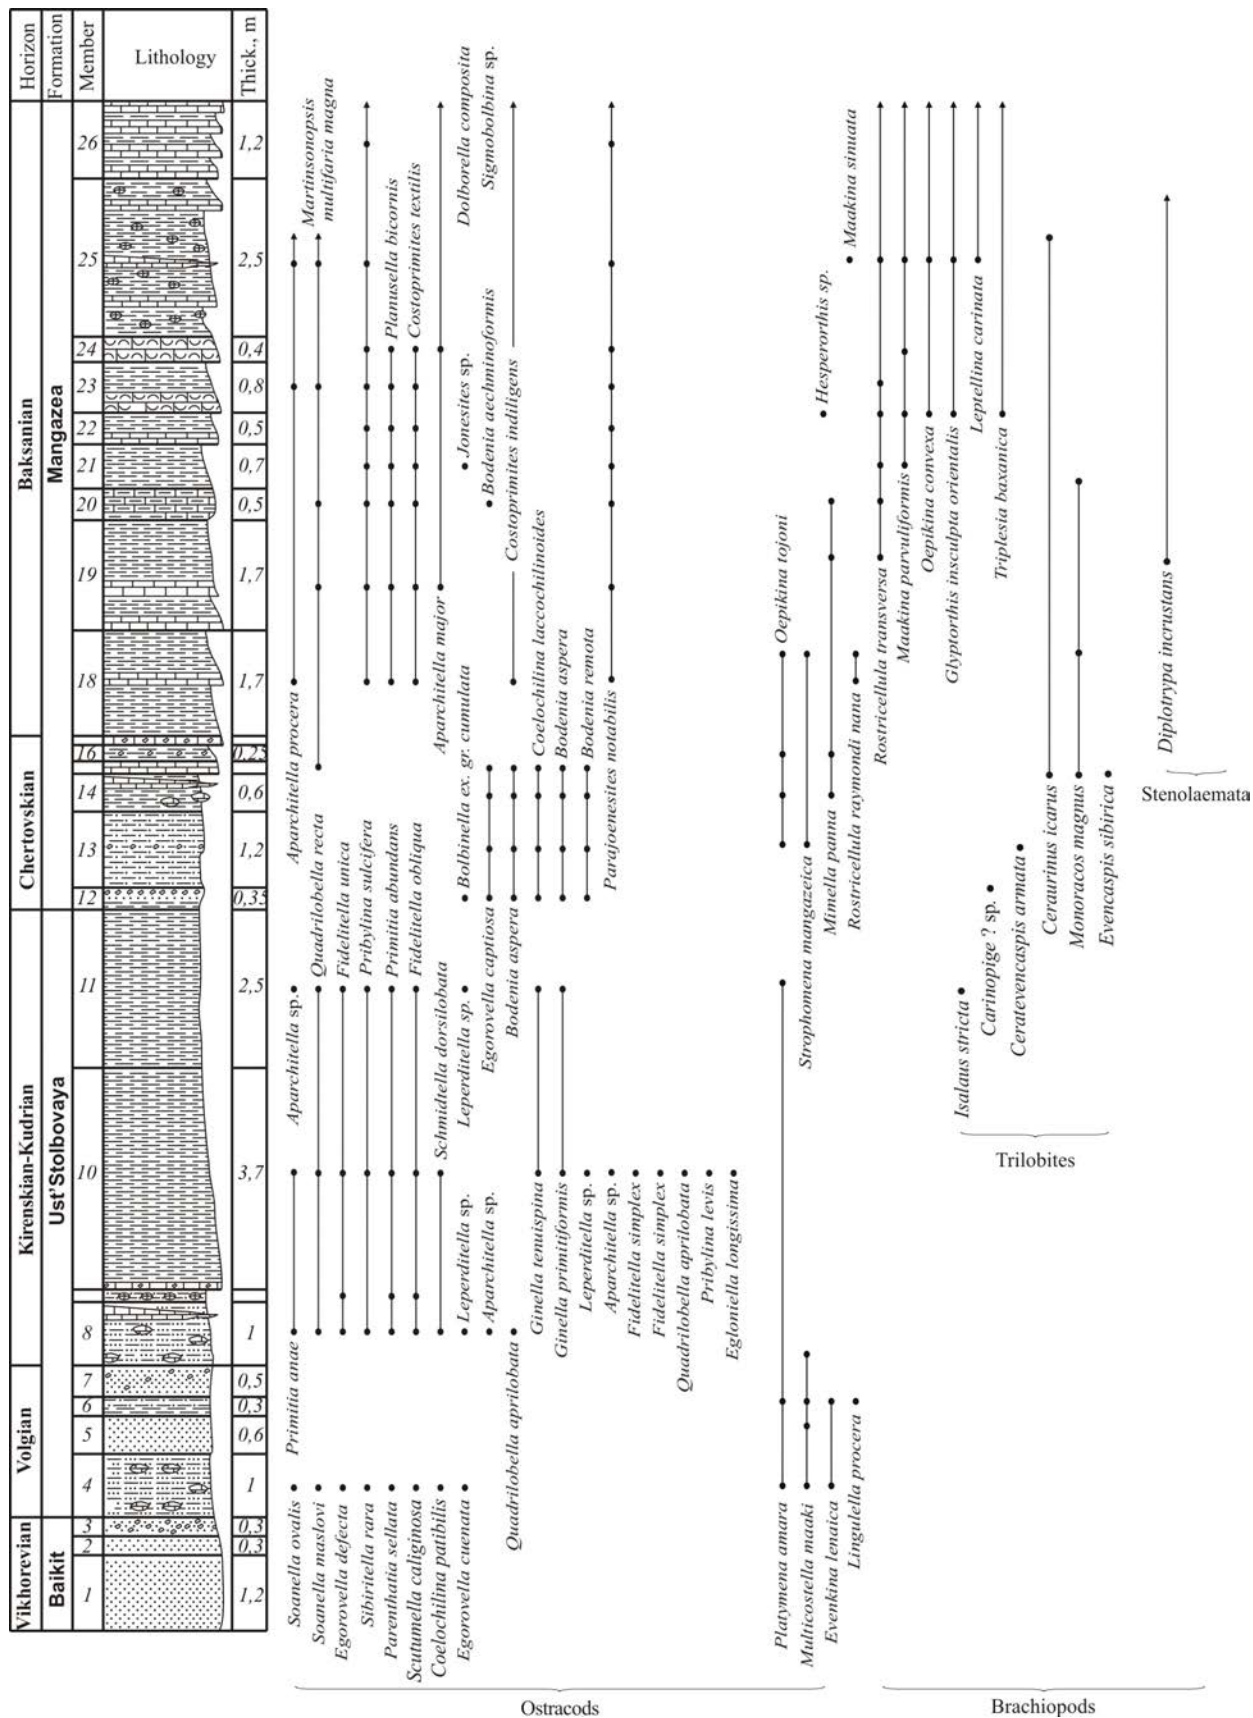 Horizon
Formation
Member
Lithology
Thick., m
Baksanian
Chertovskian
Kirenskian-Kudrian
Volgian
Vikhorevian
Mangazea
Ust'Stolbovaya
Baikit
26
1,2
25
2,5
24
0,4
23
0,8
22
0,5
21
0,7
20
0,5
19
1,7
18
1,7
16
0,25
14
0,6
13
1,2
12
0,35
11
2,5
10
3,7
8
1
7
0,5
6
0,3
5
0,6
4
1
3
0,3
2
0,3
1
1,2
Martinsonopsis
multifaria magna
Planusella bicornis
Costoprimites textilis
Dolborella composita
Sigmobolbina sp.
Jonesites sp.
Bodenia aechminoformis
Costoprimites indiligens
Aparchitella procera
Quadrilobella recta
Fidelitella unica
Pribylina sulcifera
Primitia abundans
Fidelitella obliqua
Aparchitella major
Bolbinella ex. gr. cumulata
Egorovella captiosa
Bodenia aspera
Coelochilina laccochilinoides
Bodenia aspera
Bodenia remota
Parajoenesites notabilis
Aparchitella sp.
Schmidtella dorsilobata
Leperditella sp.
Primitia anae
Leperditella sp.
Aparchitella sp.
Quadrilobella aprilobata
Ginella tenuispina
Ginella primitiformis
Leperditella sp.
Aparchitella sp.
Fidelitella simplex
Fidelitella simplex
Quadrilobella aprilobata
Pribylina levis
Egloniella longissima
Soanella ovalis
Soanella maslovi
Egorovella defecta
Sibiritella rara
Parenthatia sellata
Scutumella caliginosa
Coelochilina patibilis
Egorovella cuenata
Ostracods
Oepikina tojoni
Strophomena mangazeica
Mimella panna
Rostricellula raymondi nana
Hesperorthis sp.
Maakina sinuata
Rostricellula transversa
Maakina parvuliformis
Oepikina convexa
Glyptorthis insculpta orientalis
Leptellina carinata
Triplesia baxanica
Platymena amara
Multicostella maaki
Evenkina lenaica
Lingulella procera
Brachiopods
Isalaus stricta
Carinopige ? sp.
Ceratevencaspis armata
Ceraurinus icarus
Monoracos magnus
Evencaspis sibirica
Trilobites
Diplotrypa incrustans
Stenolaemata